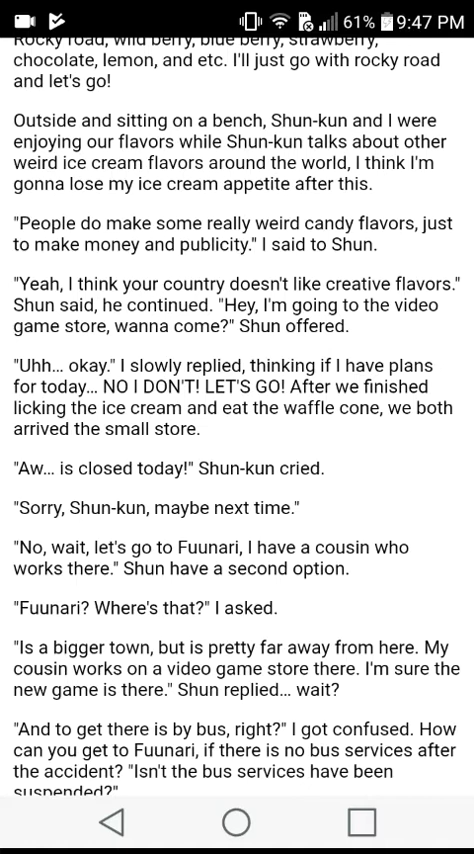 61% 9:47 PM
Rocky road, wild berry, blue berry, strawberry,
chocolate, lemon, and etc. I'll just go with rocky road
and let's go!
Outside and sitting on a bench, Shun-kun and I were
enjoying our flavors while Shun-kun talks about other
weird ice cream flavors around the world, I think I'm
gonna lose my ice cream appetite after this.
"People do make some really weird candy flavors, just
to make money and publicity." I said to Shun.
"Yeah, I think your country doesn't like creative flavors."
Shun said, he continued. "Hey, I'm going to the video
game store, wanna come?" Shun offered.
"Uhh... okay." I slowly replied, thinking if I have plans
for today... NO I DON'T! LET'S GO! After we finished
licking the ice cream and eat the waffle cone, we both
arrived the small store.
"Aw... is closed today!" Shun-kun cried.
"Sorry, Shun-kun, maybe next time."
"No, wait, let's go to Fuunari, I have a cousin who
works there." Shun have a second option.
"Fuunari? Where's that?" I asked.
"Is a bigger town, but is pretty far away from here. My
cousin works on a video game store there. I'm sure the
new game is there." Shun replied... wait?
"And to get there is by bus, right?" I got confused. How
can you get to Fuunari, if there is no bus services after
the accident? "Isn't the bus services have been
suspended?"